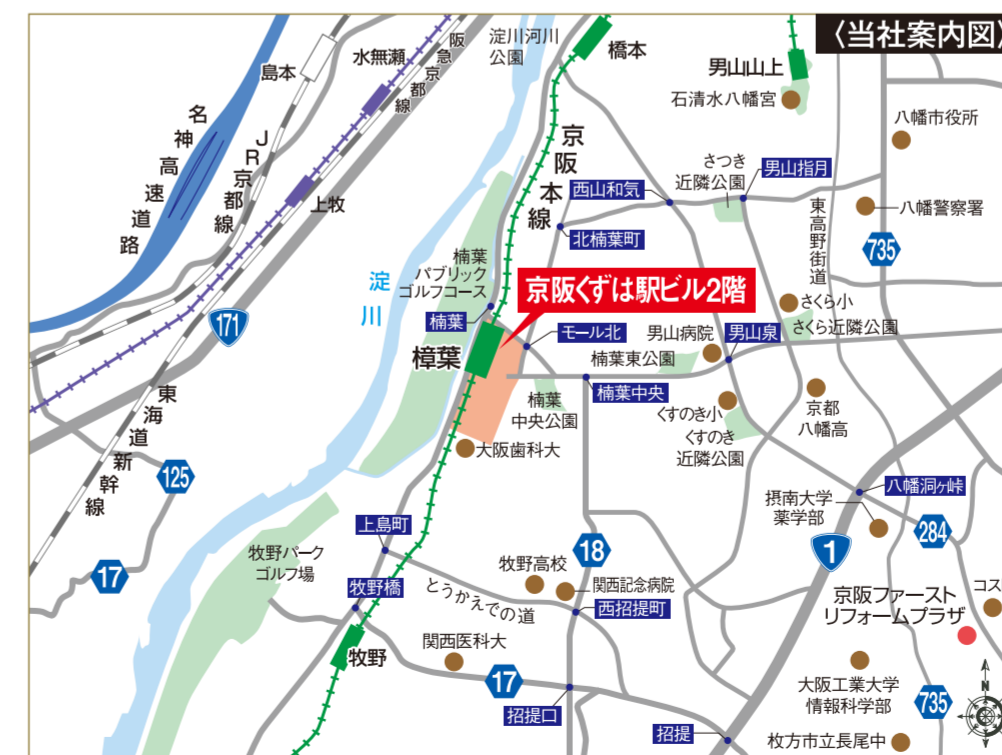 〈当社案内図〉
淀川河川
公園
橋本
島本
水無瀬
阪急京都線
男山山上
石清水八幡宮
八幡市役所
名神高速道路
JR京都線
上牧
京阪本線
さつき
近隣公園
男山指月
西山和気
八幡警察署
東高野街道
北楠葉町
735
楠葉
パブリック
ゴルフコース
淀川
京阪くずは駅ビル2階
さくら小
さくら近隣公園
171
楠葉
モール北
男山病院
男山泉
樟葉
楠葉東公園
楠葉中央
楠葉
中央公園
くすのき小
くすのき
近隣公園
京都
八幡高
東海道新幹線
大阪歯科大
125
八幡洞ヶ峠
摂南大学
薬学部
284
上島町
1
18
17
牧野パーク
ゴルフ場
牧野高校
関西記念病院
とうかえでの道
牧野橋
西招提町
京阪ファースト
リフォームプラザ
コス
関西医科大
牧野
17
大阪工業大学
情報科学部
735
N
招提口
招提
枚方市立長尾中